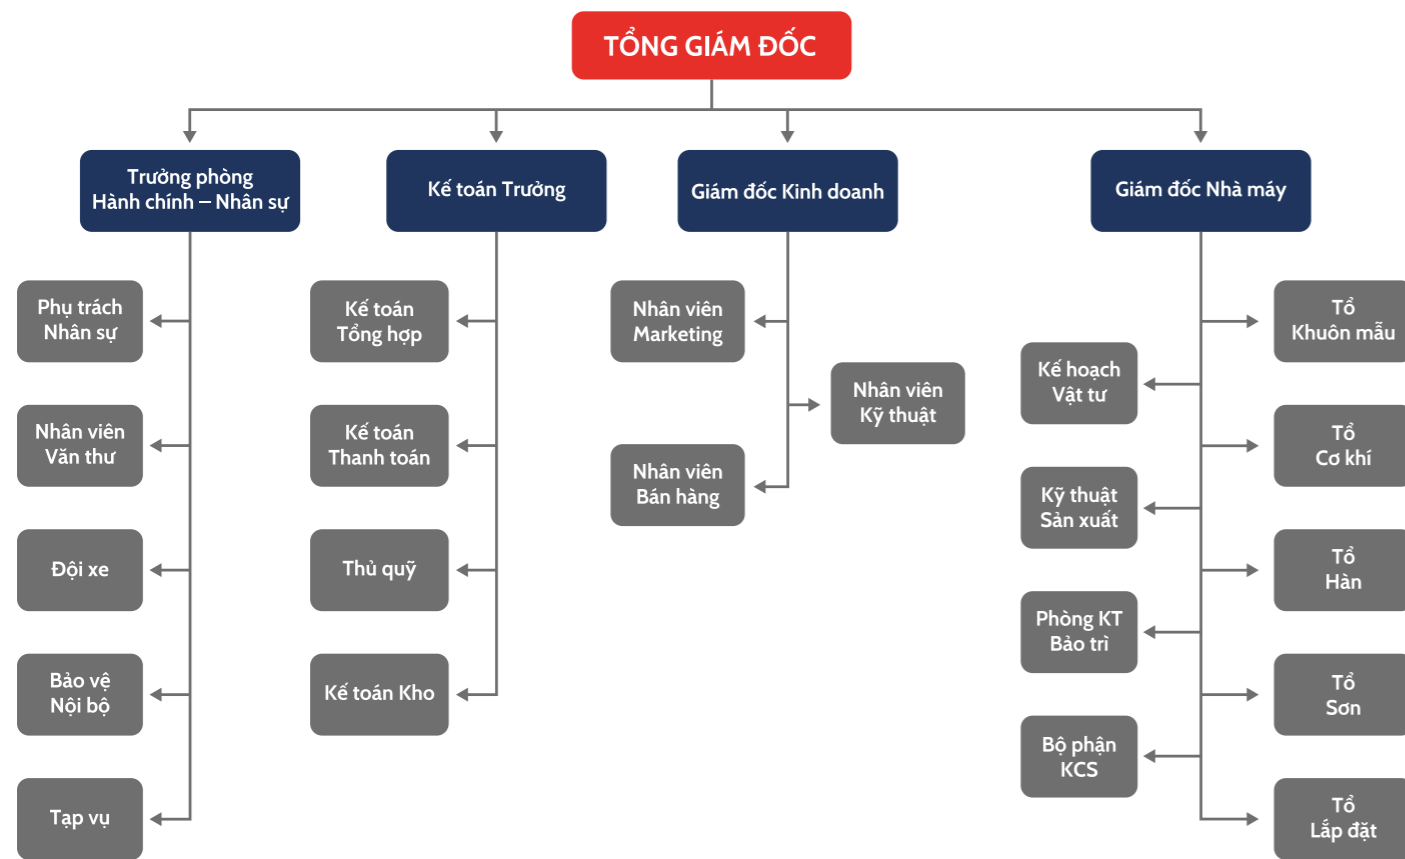 TỔNG GIÁM ĐỐC
Trưởng phòng
Hành chính – Nhân sự
Kế toán Trưởng
Giám đốc Kinh doanh
Giám đốc Nhà máy
Phụ trách
Nhân sự
Nhân viên
Văn thư
Đội xe
Bảo vệ
Nội bộ
Tạp vụ
Kế toán
Tổng hợp
Kế toán
Thanh toán
Thủ quỹ
Kế toán Kho
Nhân viên
Marketing
Nhân viên
Kỹ thuật
Nhân viên
Bán hàng
Kế hoạch
Vật tư
Kỹ thuật
Sản xuất
Phòng KT
Bảo trì
Bộ phận
KCS
Tổ
Khuôn mẫu
Tổ
Cơ khí
Tổ
Hàn
Tổ
Sơn
Tổ
Lắp đặt